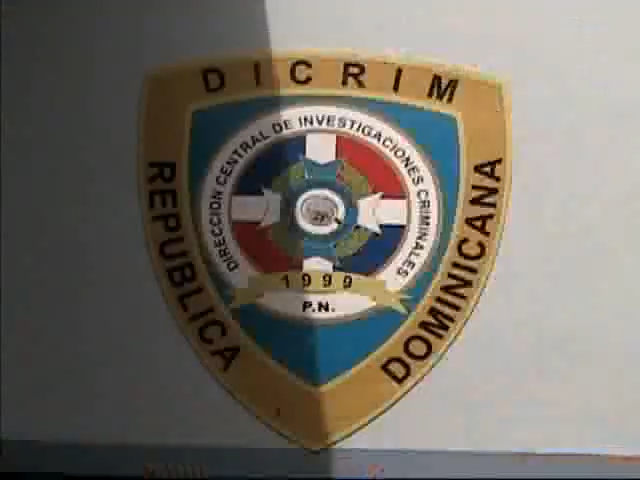 DICRIM
REPUBLICA
DOMINICANA
DIRECCION CENTRAL DE INVESTIGACIONES CRIMINALES
1999
P.N.